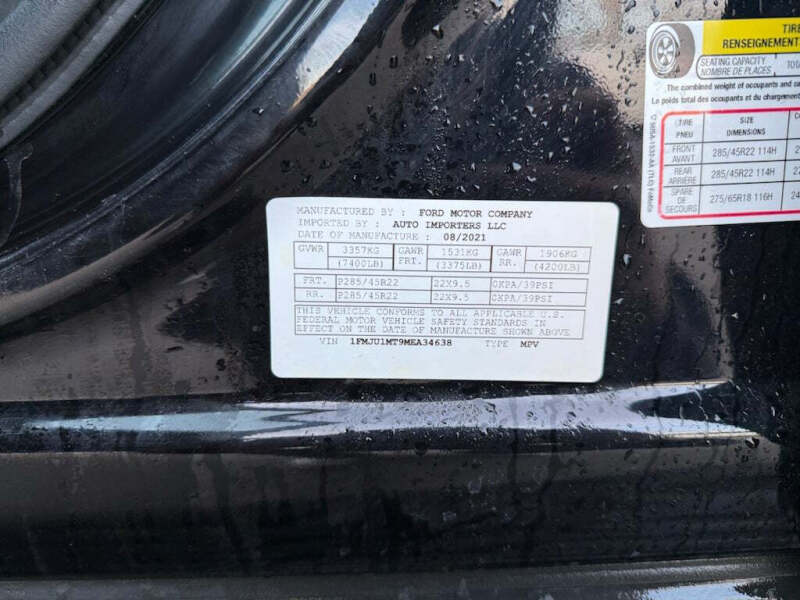 MANUFACTURED BY : FORD MOTOR COMPANY
IMPORTED BY : AUTO IMPORTERS LLC
DATE OF MANUFACTURE : 08/2021
GVWR 3357KG GAWR 1531KG GAWR 1906KG
(7400LB) FRT. (3375LB) RR. (4200LB)
FRT. P285/45R22 22X9.5 0KPA/39PSI
RR. P285/45R22 22X9.5 0KPA/39PSI
THIS VEHICLE CONFORMS TO ALL APPLICABLE U.S.
FEDERAL MOTOR VEHICLE SAFETY STANDARDS IN
EFFECT ON THE DATE OF MANUFACTURE SHOWN ABOVE
VIN 1FMJU1MT9MEA34638 TYPE MPV
TIRE
RENSEIGNEMENTS
SEATING CAPACITY
NOMBRE DE PLACES
The combined weight of occupants and
Le poids total des occupants et du chargement
TIRE SIZE
PNEU DIMENSIONS
FRONT 285/45R22 114H
AVANT
REAR 285/45R22 114H
ARRIÈRE
SPARE 275/65R18 116H
DE SECOURS